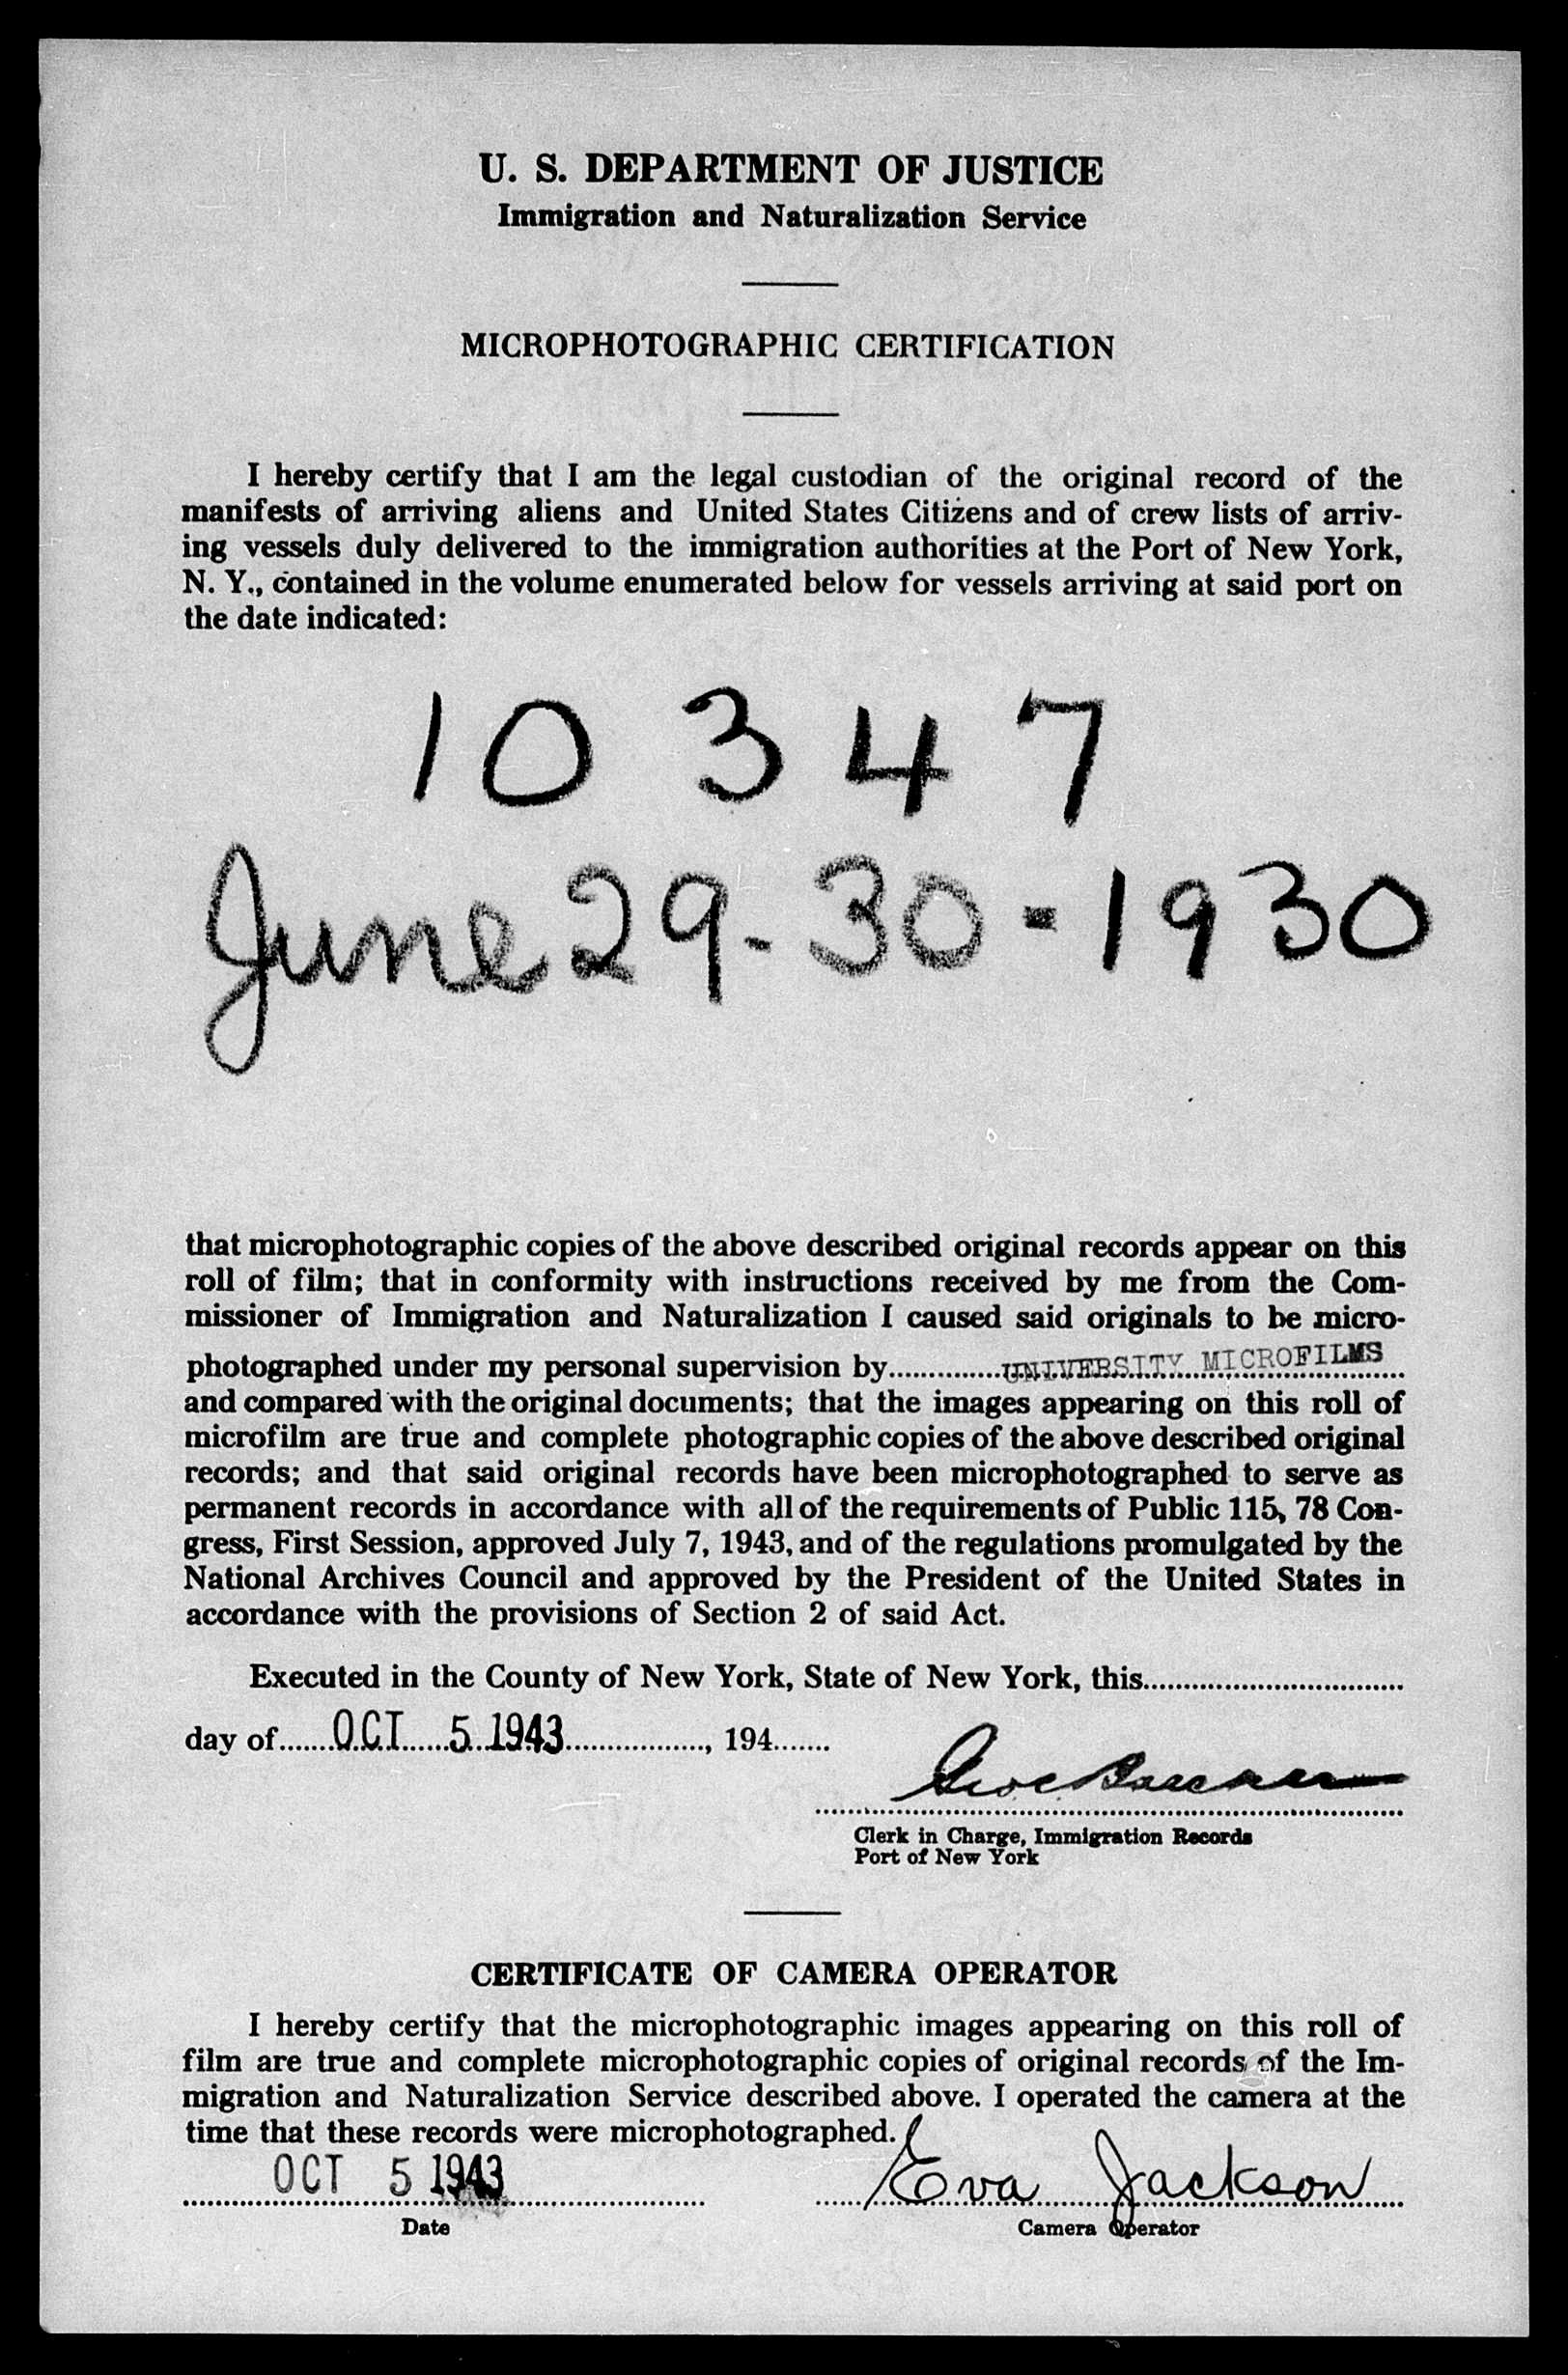 U. S. DEPARTMENT OF JUSTICE
Immigration and Naturalization Service
MICROPHOTOGRAPHIC CERTIFICATION
I hereby certify that I am the legal custodian of the original record of the
manifests of arriving aliens and United States Citizens and of crew lists of arriv-
ing vessels duly delivered to the immigration authorities at the Port of New York,
N. Y., contained in the volume enumerated below for vessels arriving at said port on
the date indicated:
10347
June 29-30-1930
that microphotographic copies of the above described original records appear on this
roll of film; that in conformity with instructions received by me from the Com-
missioner of Immigration and Naturalization I caused said originals to be micro-
photographed under my personal supervision by UNIVERSITY MICROFILMS
and compared with the original documents; that the images appearing on this roll of
microfilm are true and complete photographic copies of the above described original
records; and that said original records have been microphotographed to serve as
permanent records in accordance with all of the requirements of Public 115, 78 Con-
gress, First Session, approved July 7, 1943, and of the regulations promulgated by the
National Archives Council and approved by the President of the United States in
accordance with the provisions of Section 2 of said Act.
Executed in the County of New York, State of New York, this
day of OCT 5 1943, 194
Clerk in Charge, Immigration Records
Port of New York
CERTIFICATE OF CAMERA OPERATOR
I hereby certify that the microphotographic images appearing on this roll of
film are true and complete microphotographic copies of original records of the Im-
migration and Naturalization Service described above. I operated the camera at the
time that these records were microphotographed.
OCT 5 1943 Eva Jackson
Date Camera Operator